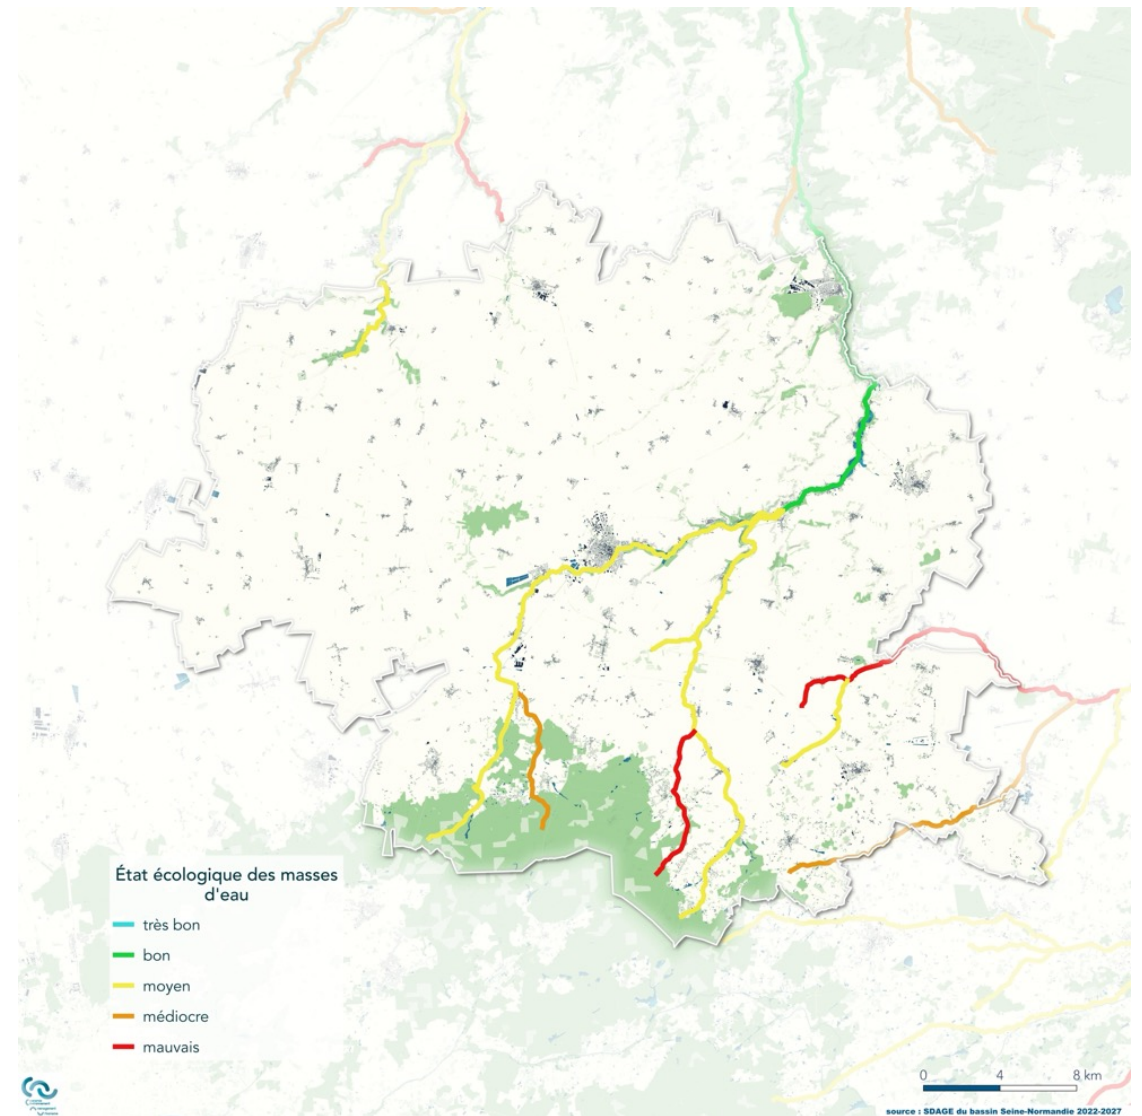 État écologique des masses
d'eau
très bon
bon
moyen
médiocre
mauvais
0 4 8 km
source : SDAGE du bassin Seine-Normandie 2022-2027